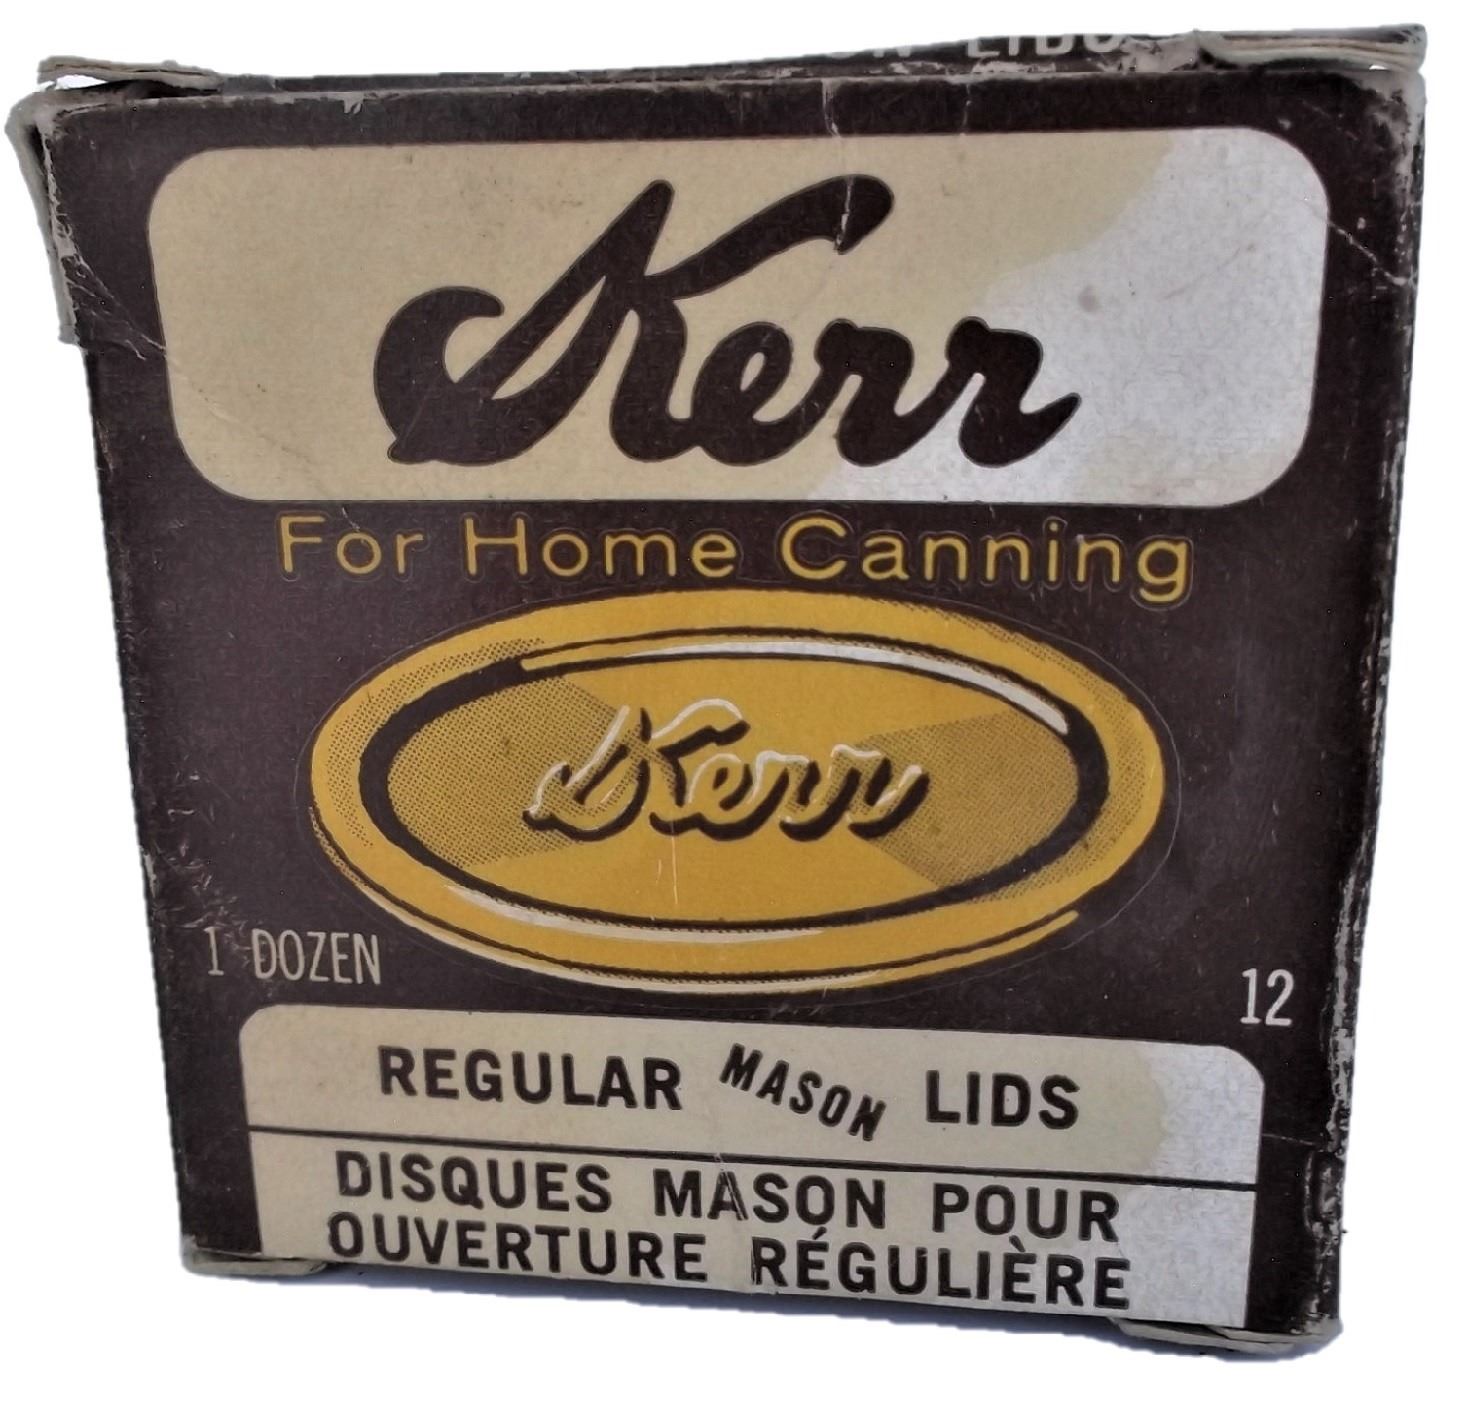 Kerr
For Home Canning
Kerr
1 DOZEN
12
REGULAR MASON LIDS
DISQUES MASON POUR
OUVERTURE RÉGULIÈRE